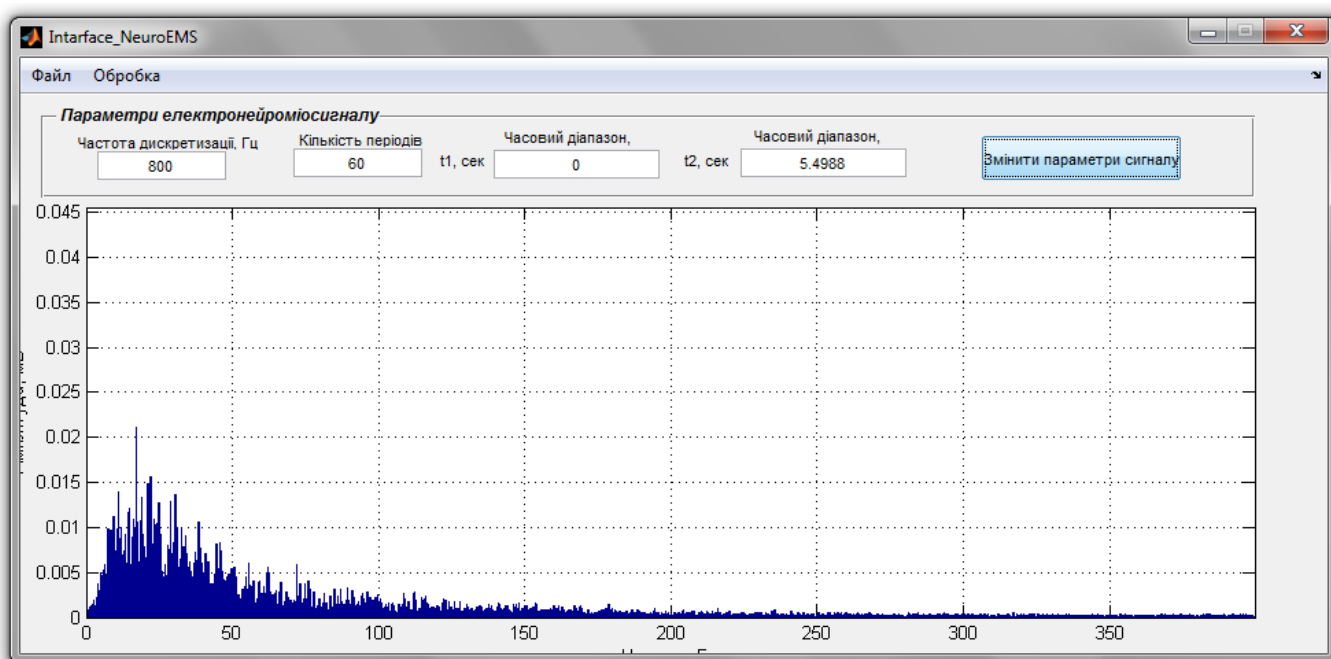 Intarface_NeuroEMS
Файл Обробка
Параметри електронейроміосигналу
Частота дискретизації, Гц Кількість періодів Часовий діапазон, Часовий діапазон,
800 60 t1, сек 0 t2, сек 5.4988 Змінити параметри сигналу
0.045
0.04
0.035
0.03
0.025
0.02
0.015
0.01
0.005
0
0 50 100 150 200 250 300 350